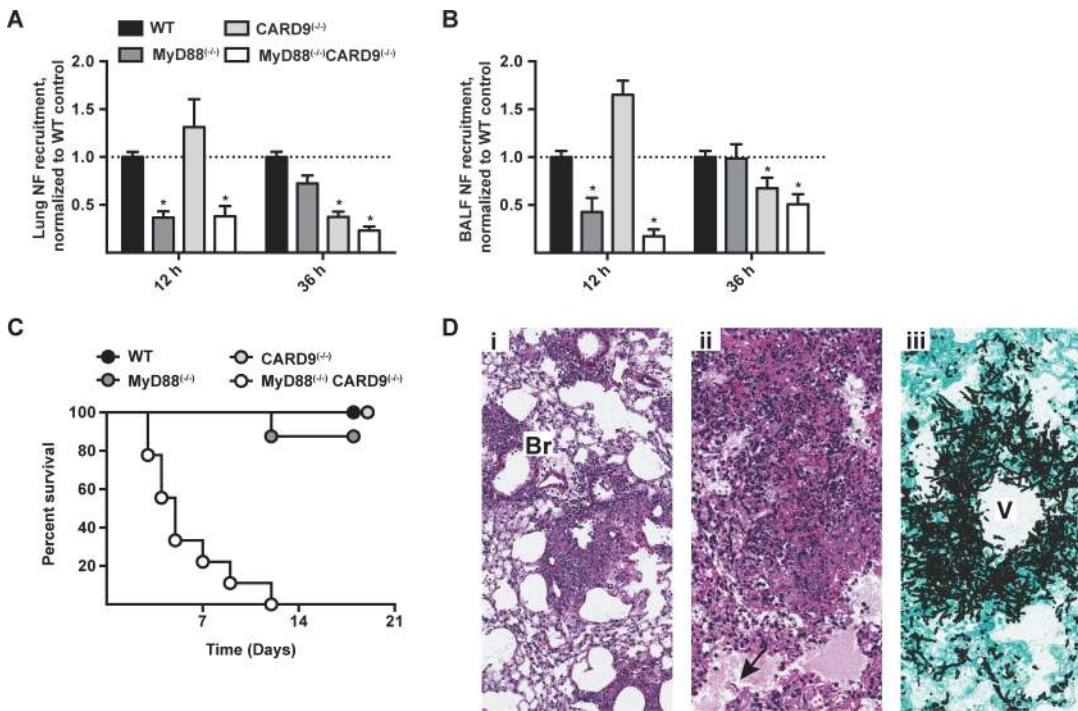 A
WT
CARD9(-/-)
MyD88(-/-)
MyD88(-/-)CARD9(-/-)
Lung NF recruitment,
normalized to WT control
2.0
1.5
1.0
0.5
*
*
*
*
12 h
36 h
B
BALF NF recruitment,
normalized to WT control
2.0
1.5
1.0
0.5
*
*
*
*
12 h
36 h
C
WT
CARD9(-/-)
MyD88(-/-)
MyD88(-/-) CARD9(-/-)
Percent survival
100
80
60
40
20
7
14
21
Time (Days)
D
i
Br
ii
iii
V